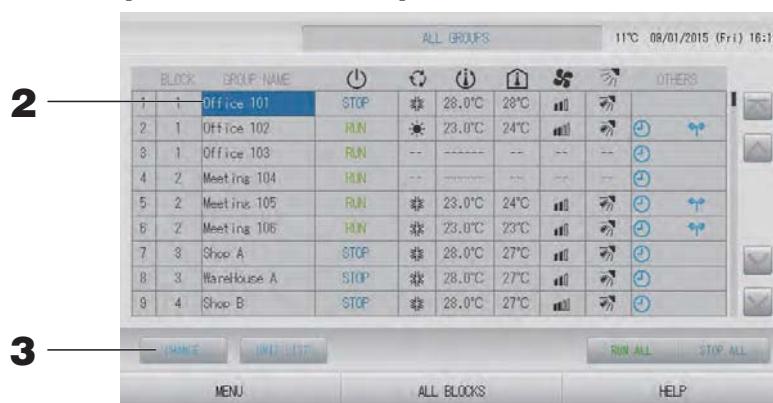 ALL GROUPS 11°C 09/01/2015 (Fri) 16:1
BLOCK GROUP NAME OTHERS
2
1 1 Office 101 STOP 28.0°C 28°C
2 1 Office 102 RUN 23.0°C 24°C
3 1 Office 103 RUN -- ------ -- -- --
4 2 Meeting 104 RUN -- ------ -- -- --
5 2 Meeting 105 RUN 23.0°C 24°C
6 2 Meeting 106 RUN 23.0°C 23°C
7 3 Shop A STOP 28.0°C 27°C
8 3 WareHouse A STOP 28.0°C 27°C
9 4 Shop B STOP 28.0°C 27°C
3
CHANGE UNIT LIST RUN ALL STOP ALL
MENU ALL BLOCKS HELP